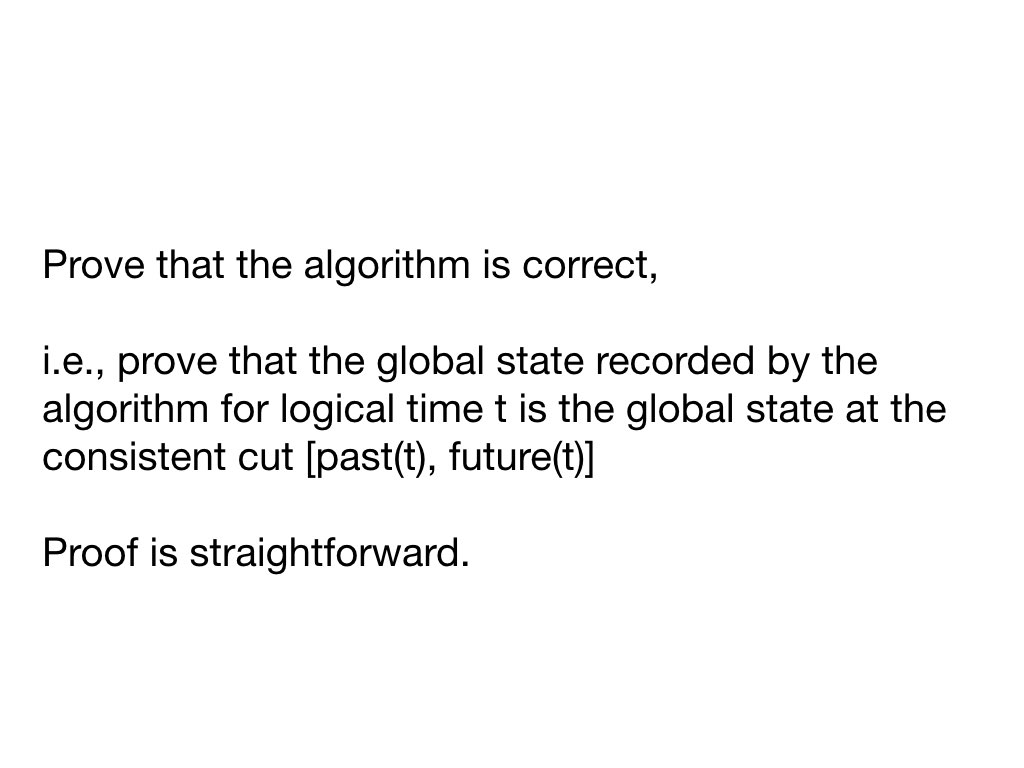 Prove that the algorithm is correct,
i.e., prove that the global state recorded by the
algorithm for logical time t is the global state at the
consistent cut [past(t), future(t)]
Proof is straightforward.